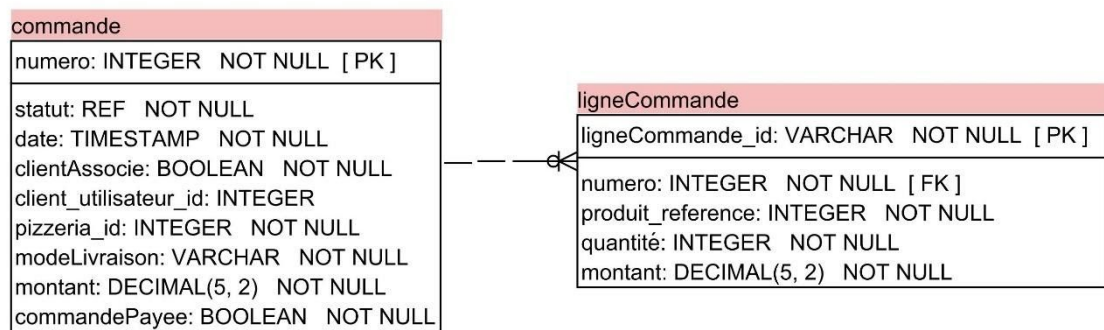 commande
numero: INTEGER NOT NULL [ PK ]
statut: REF NOT NULL
date: TIMESTAMP NOT NULL
clientAssocie: BOOLEAN NOT NULL
client_utilisateur_id: INTEGER
pizzeria_id: INTEGER NOT NULL
modeLivraison: VARCHAR NOT NULL
montant: DECIMAL(5, 2) NOT NULL
commandePayee: BOOLEAN NOT NULL
ligneCommande
ligneCommande_id: VARCHAR NOT NULL [ PK ]
numero: INTEGER NOT NULL [ FK ]
produit_reference: INTEGER NOT NULL
quantité: INTEGER NOT NULL
montant: DECIMAL(5, 2) NOT NULL